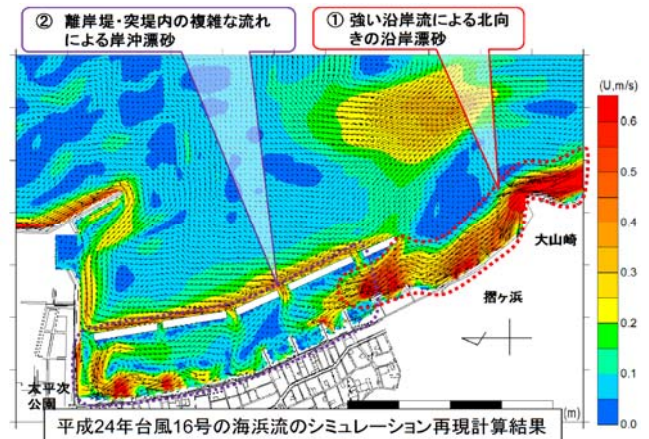 ② 離岸堤・突堤内の複雑な流れ
による岸沖漂砂
① 強い沿岸流による北向
きの沿岸漂砂
(U,m/s)
0.6
0.5
0.4
0.3
0.2
0.1
0.0
大山崎
摺ヶ浜
太平次
公園
(m)
平成24年台風16号の海浜流のシミュレーション再現計算結果